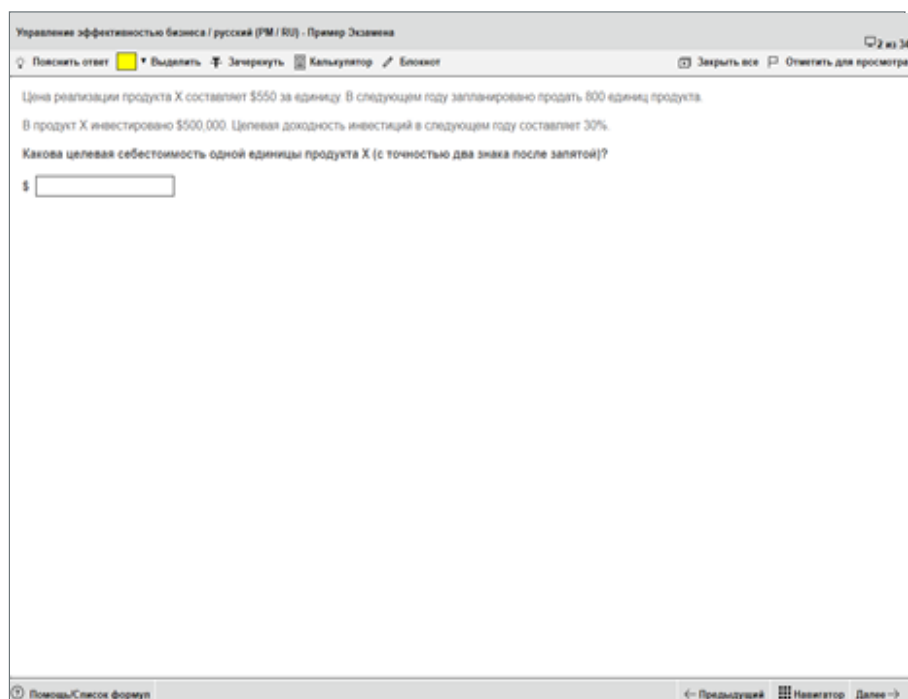 Управление эффективностью бизнеса / русский (PM / RU) - Пример Экзамена
2 из 34
Пояснить ответ Выделить Зачеркнуть Калькулятор Блокнот Закрыть все Отметить для просмотра
Цена реализации продукта X составляет $550 за единицу. В следующем году запланировано продать 800 единиц продукта.
В продукт X инвестировано $500,000. Целевая доходность инвестиций в следующем году составляет 30%.
Какова целевая себестоимость одной единицы продукта X (с точностью два знака после запятой)?
$
Помощь/Список формул Предыдущий Навигатор Далее